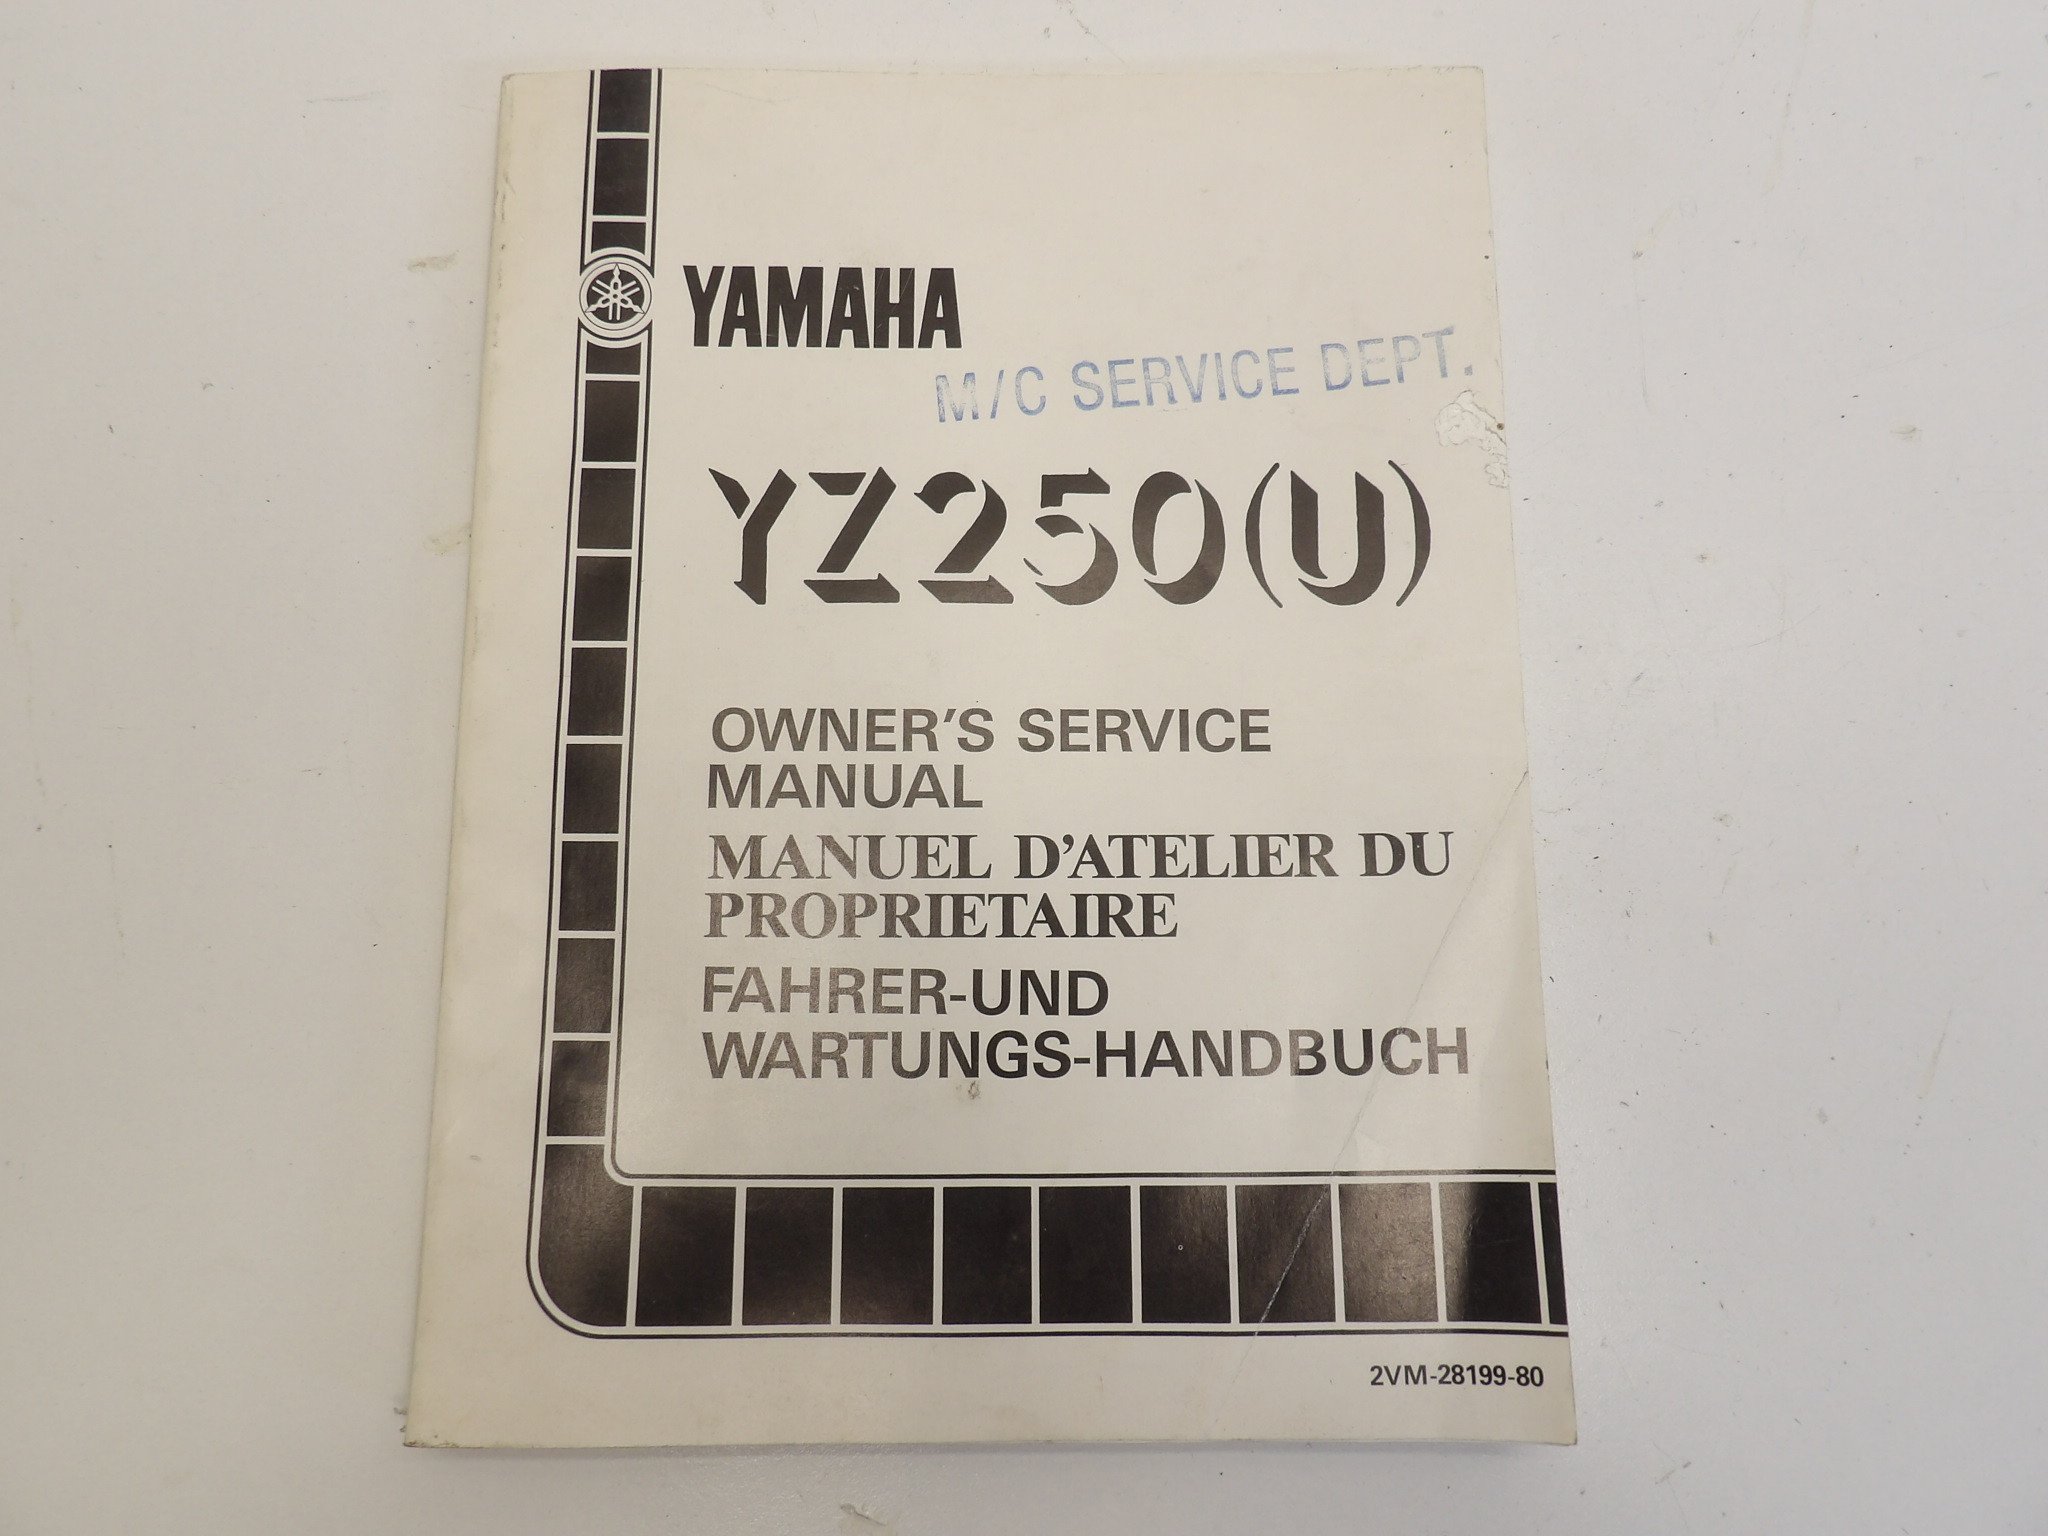 YAMAHA
M/C SERVICE DEPT.
YZ250(U)
OWNER'S SERVICE
MANUAL
MANUEL D'ATELIER DU
PROPRIETAIRE
FAHRER-UND
WARTUNGS-HANDBUCH
2VM-28199-80